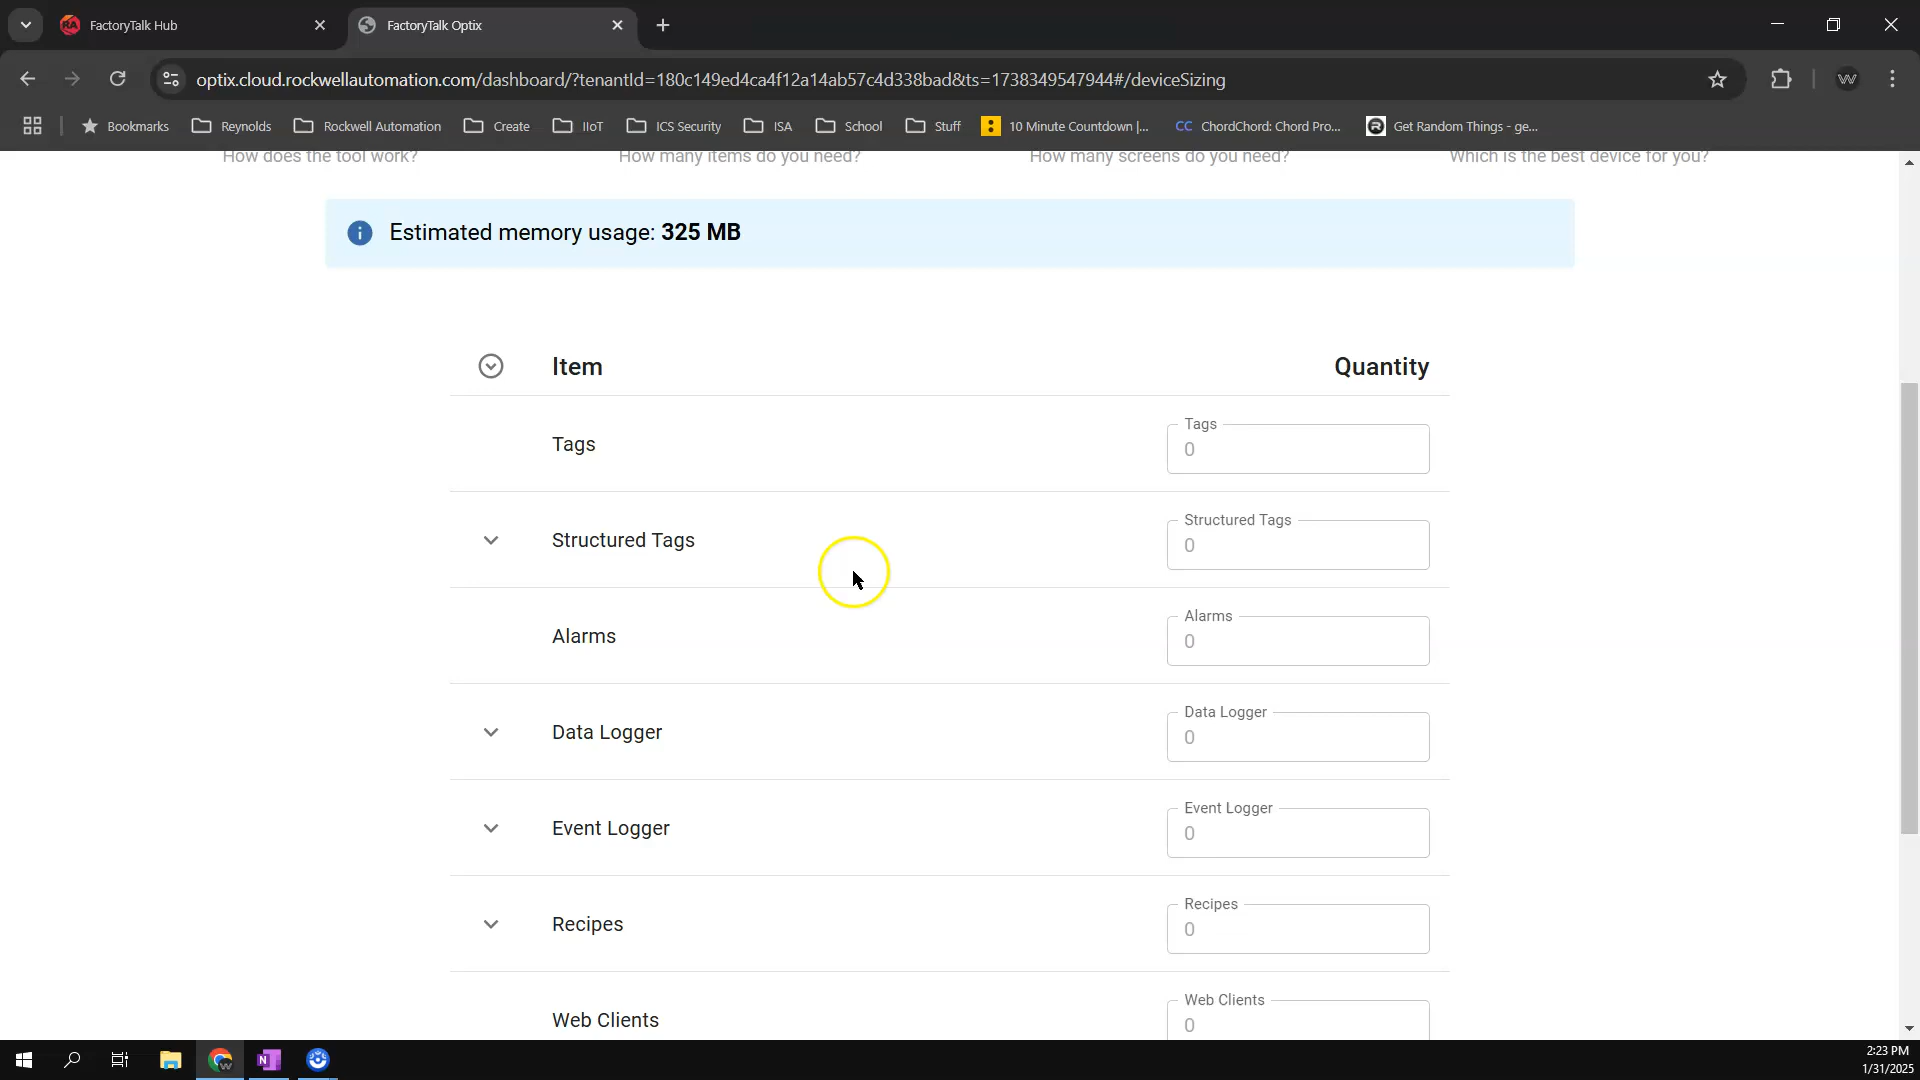 FactoryTalk Hub
FactoryTalk Optix
optix.cloud.rockwellautomation.com/dashboard/?tenantId=180c149ed4ca4f12a14ab57c4d338bad&ts=1738349547944#/deviceSizing
W
Bookmarks Reynolds Rockwell Automation Create IIoT ICS Security ISA School Stuff 10 Minute Countdown |... CC ChordChord: Chord Pro... R Get Random Things - ge...
How does the tool work? How many items do you need? How many screens do you need? Which is the best device for you?
Estimated memory usage: 325 MB
Item Quantity
Tags
Tags
0
Structured Tags
Structured Tags
0
Alarms
Alarms
0
Data Logger
Data Logger
0
Event Logger
Event Logger
0
Recipes
Recipes
0
Web Clients
Web Clients
0
2:23 PM
1/31/2025